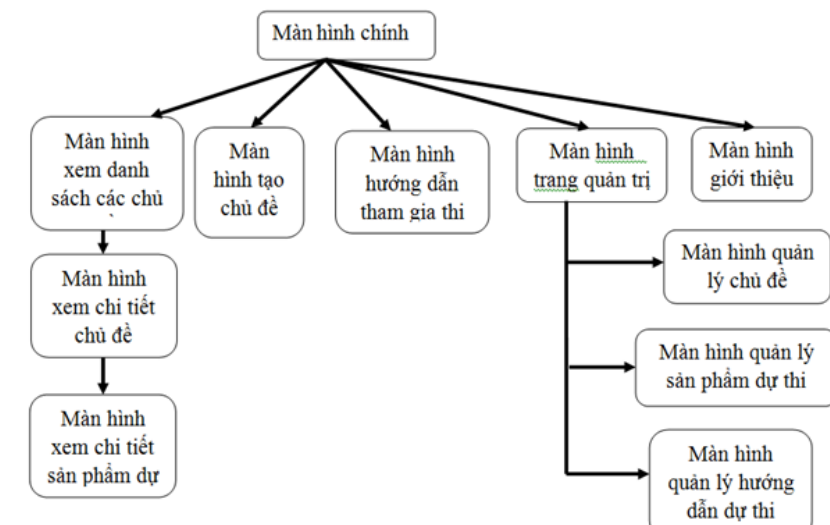 Màn hình chính
Màn hình
xem danh
sách các chủ
Màn
hình tạo
chủ đề
Màn hình
hướng dẫn
tham gia thi
Màn hình
trang quản trị
Màn hình
giới thiệu
Màn hình
xem chi tiết
chủ đề
Màn hình
xem chi tiết
sản phẩm dự
Màn hình quản
lý chủ đề
Màn hình quản lý
sản phẩm dự thi
Màn hình
quản lý hướng
dẫn dự thi